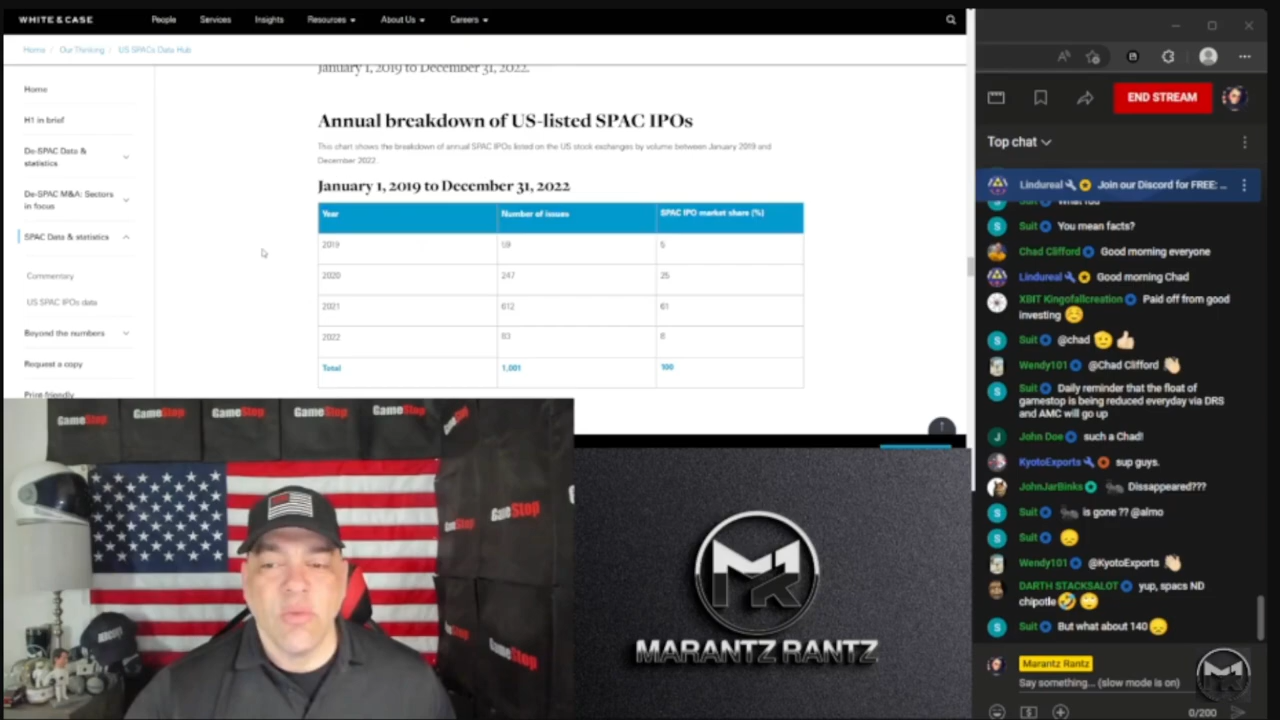 WHITE & CASE
People Services Insights Resources About Us Careers
Home / Our Thinking / US SPACs Data Hub
January 1, 2019 to December 31, 2022.
Home
H1 in brief
De-SPAC Data &
statistics
De-SPAC M&A: Sectors
in focus
SPAC Data & statistics
Commentary
US SPAC IPOs data
Beyond the numbers
Request a copy
Print friendly
Annual breakdown of US-listed SPAC IPOs
This chart shows the breakdown of annual SPAC IPOs listed on the US stock exchanges by volume between January 2019 and
December 2022.
January 1, 2019 to December 31, 2022
Year Number of issues SPAC IPO market share (%)
2019 59 5
2020 247 25
2021 612 61
2022 83 8
Total 1,001 100
END STREAM
Top chat
Lindureal Join our Discord for FREE: ...
Suit What fud
Suit You mean facts?
Chad Clifford Good morning everyone
Lindureal Good morning Chad
XBIT Kingofallcreation Paid off from good
investing
Suit @chad
Wendy101 @Chad Clifford
Suit Daily reminder that the float of
gamestop is being reduced everyday via DRS
and AMC will go up
John Doe such a Chad!
KyotoExports sup guys.
JohnJarBinks Dissappeared???
Suit is gone ?? @almo
Suit
Wendy101 @KyotoExports
DARTH STACKSALOT yup, spacs ND
chipotle
Suit But what about 140
Marantz Rantz
Say something... (slow mode is on)
0/200
GameStop GameStop GameStop GameStop GameStop GameStop
GameStop GameStop
GameStop GameStop
MARANTZ RANTZ